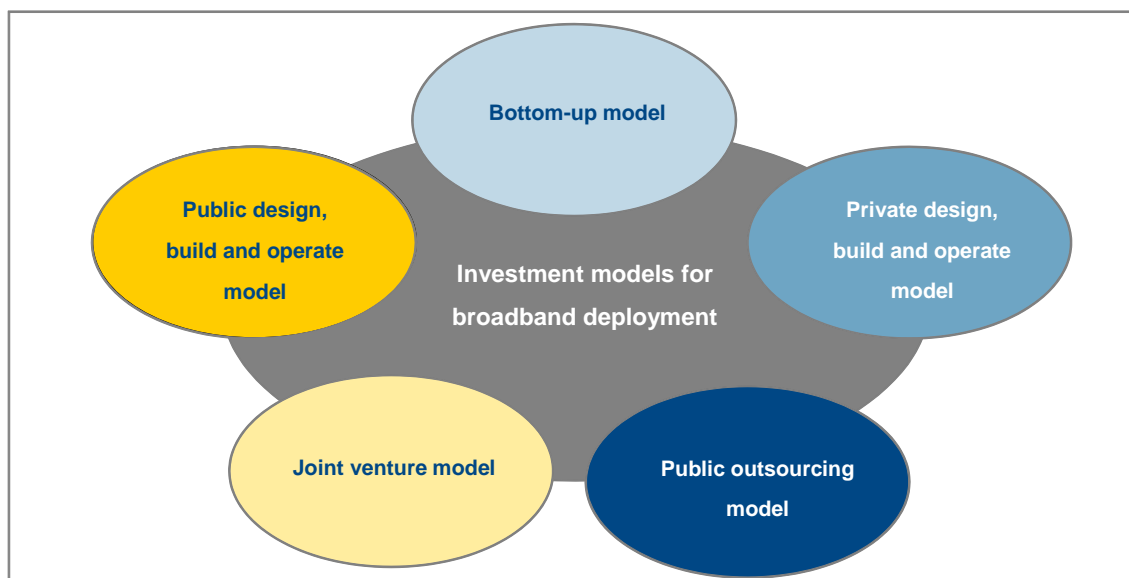 Bottom-up model
Public design,
build and operate
model
Private design,
build and operate
model
Investment models for
broadband deployment
Joint venture model
Public outsourcing
model